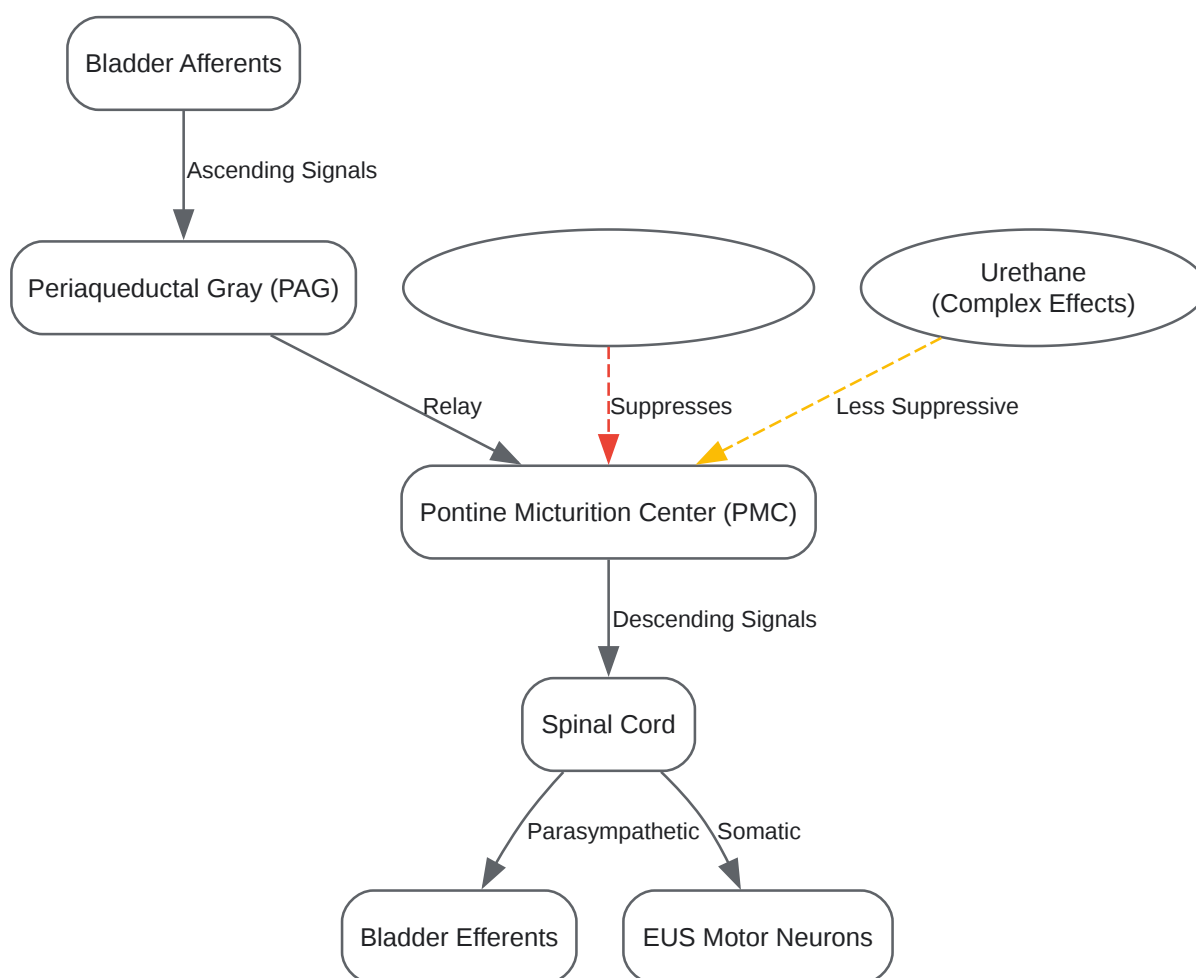 Bladder Afferents
Ascending Signals
Periaqueductal Gray (PAG)
Urethane
(Complex Effects)
Relay
Suppresses
Less Suppressive
Pontine Micturition Center (PMC)
Descending Signals
Spinal Cord
Parasympathetic
Somatic
Bladder Efferents
EUS Motor Neurons